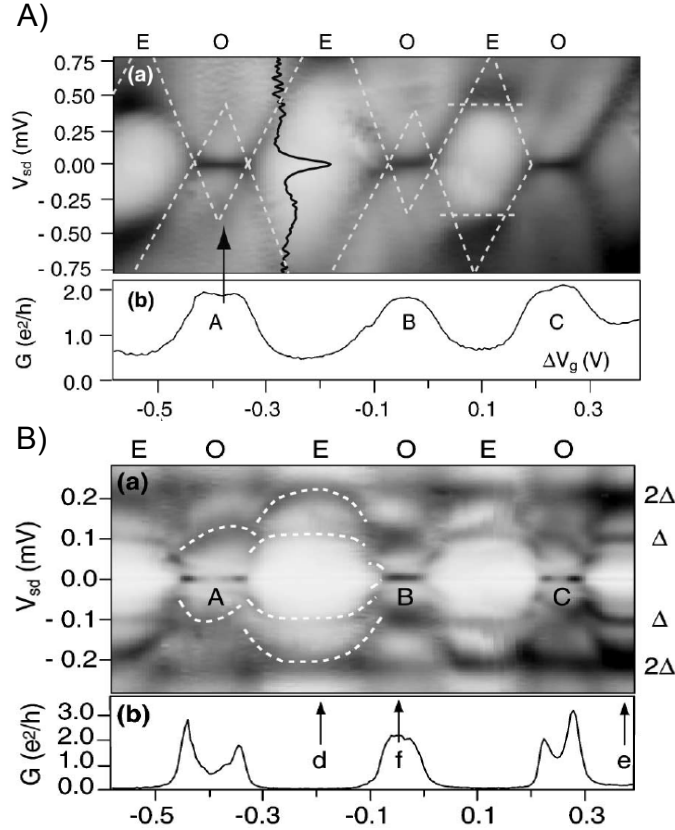 A)
E O E O E O
(a)
0.75
0.50
0.25
0.00
- 0.25
- 0.50
- 0.75
V_sd (mV)
(b)
2.0
1.0
0.0
G (e²/h)
A B C
ΔV_g (V)
-0.5 -0.3 -0.1 0.1 0.3
B)
E O E O E O
(a)
0.2
0.1
0.0
- 0.1
- 0.2
V_sd (mV)
2Δ
Δ
A B C
Δ
2Δ
(b)
3.0
2.0
1.0
0.0
G (e²/h)
d f e
-0.5 -0.3 -0.1 0.1 0.3